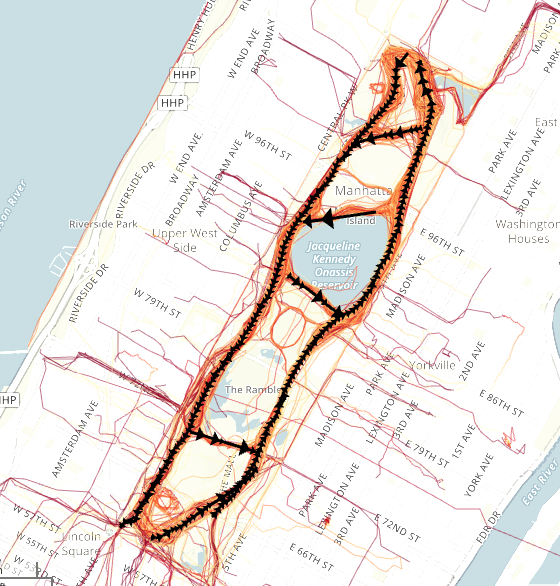 HENRY HU
W END AVE
BROADWAY
MADISON
PARK
HHP
HHP
CENTRAL
W 96TH ST
W END AVE.
AMSTERDAM AVE
BROADWAY
COLUMBUS AVE
RIVERSIDE DR
East
PARK AVE
LEXINGTON AVE
3RD AVE
Manhatta
Island
Riverside Park
Upper West
Side
Washington
Houses
Jacqueline
Kennedy
Onassis
Reservoir
E 96TH ST
MADISON AVE
RIVERSIDE DR
W 79TH ST
Yorkville
2ND AVE
PARK AVE
LEXINGTON AVE
3RD AVE
MADISON AVE
The Ramble
E 86TH ST
HHP
AMSTERDAM AVE
E 79TH ST
1ST AVE
YORK AVE
East River
THE MALL
PARK AVE
LEXINGTON AVE
3RD AVE
E 72ND ST
FDR DR
W 57TH ST
W 55TH ST
Lincoln
Square
5TH AVE
E 66TH ST
W 57TH